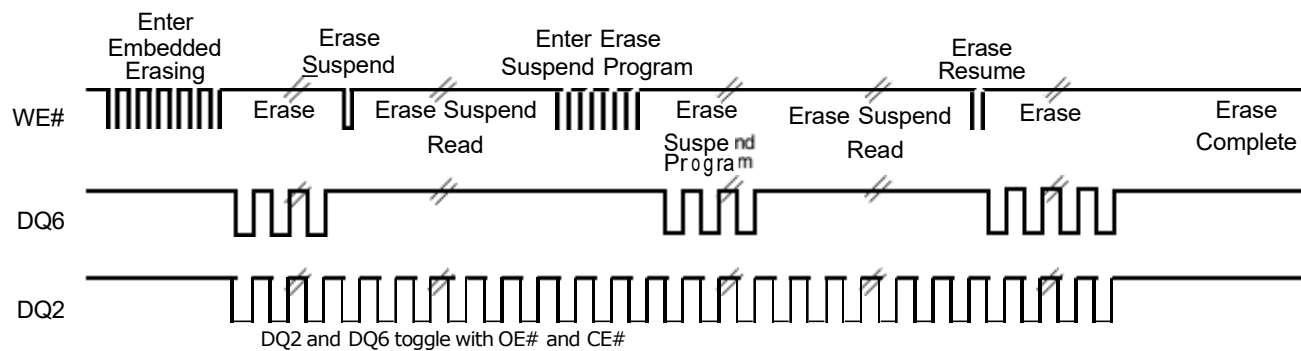 Enter
Embedded
Erasing
Erase
Suspend
Enter Erase
Suspend Program
Erase
Resume
WE#
Erase
Erase Suspend
Read
Erase
Suspend
Program
Erase Suspend
Read
Erase
Erase
Complete
DQ6
DQ2
DQ2 and DQ6 toggle with OE# and CE#